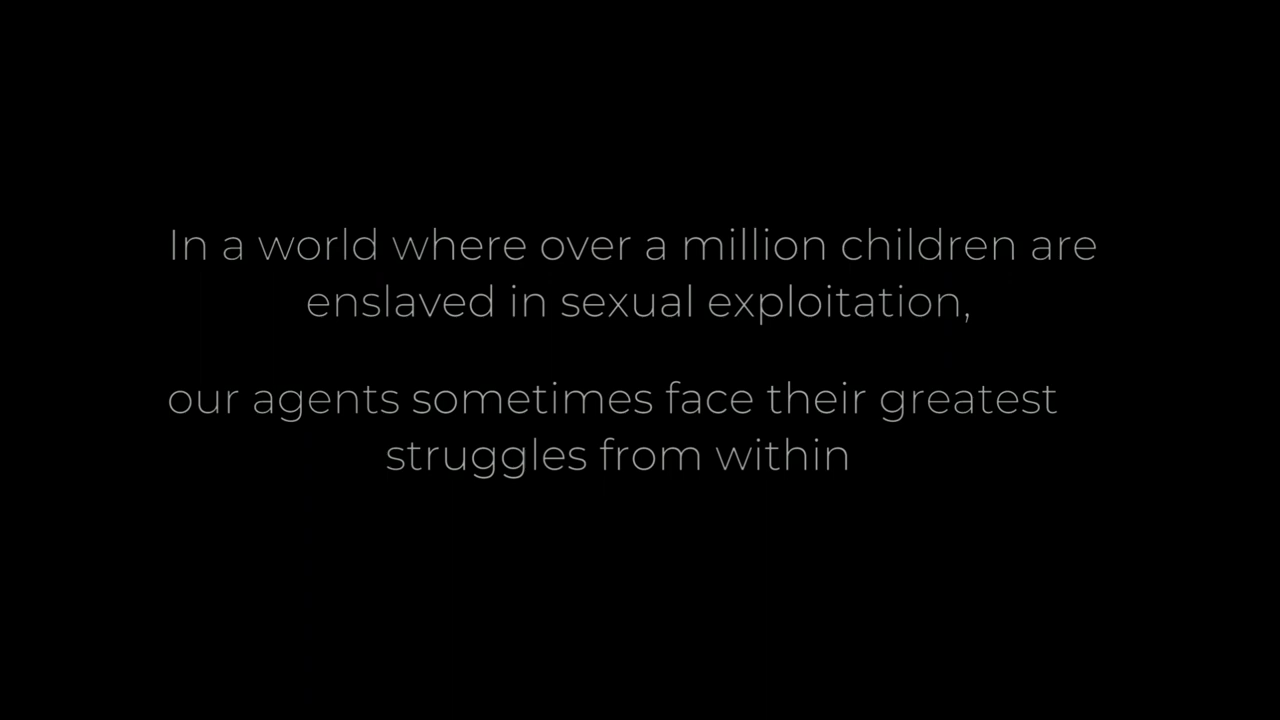 In a world where over a million children are
enslaved in sexual exploitation,
our agents sometimes face their greatest
struggles from within